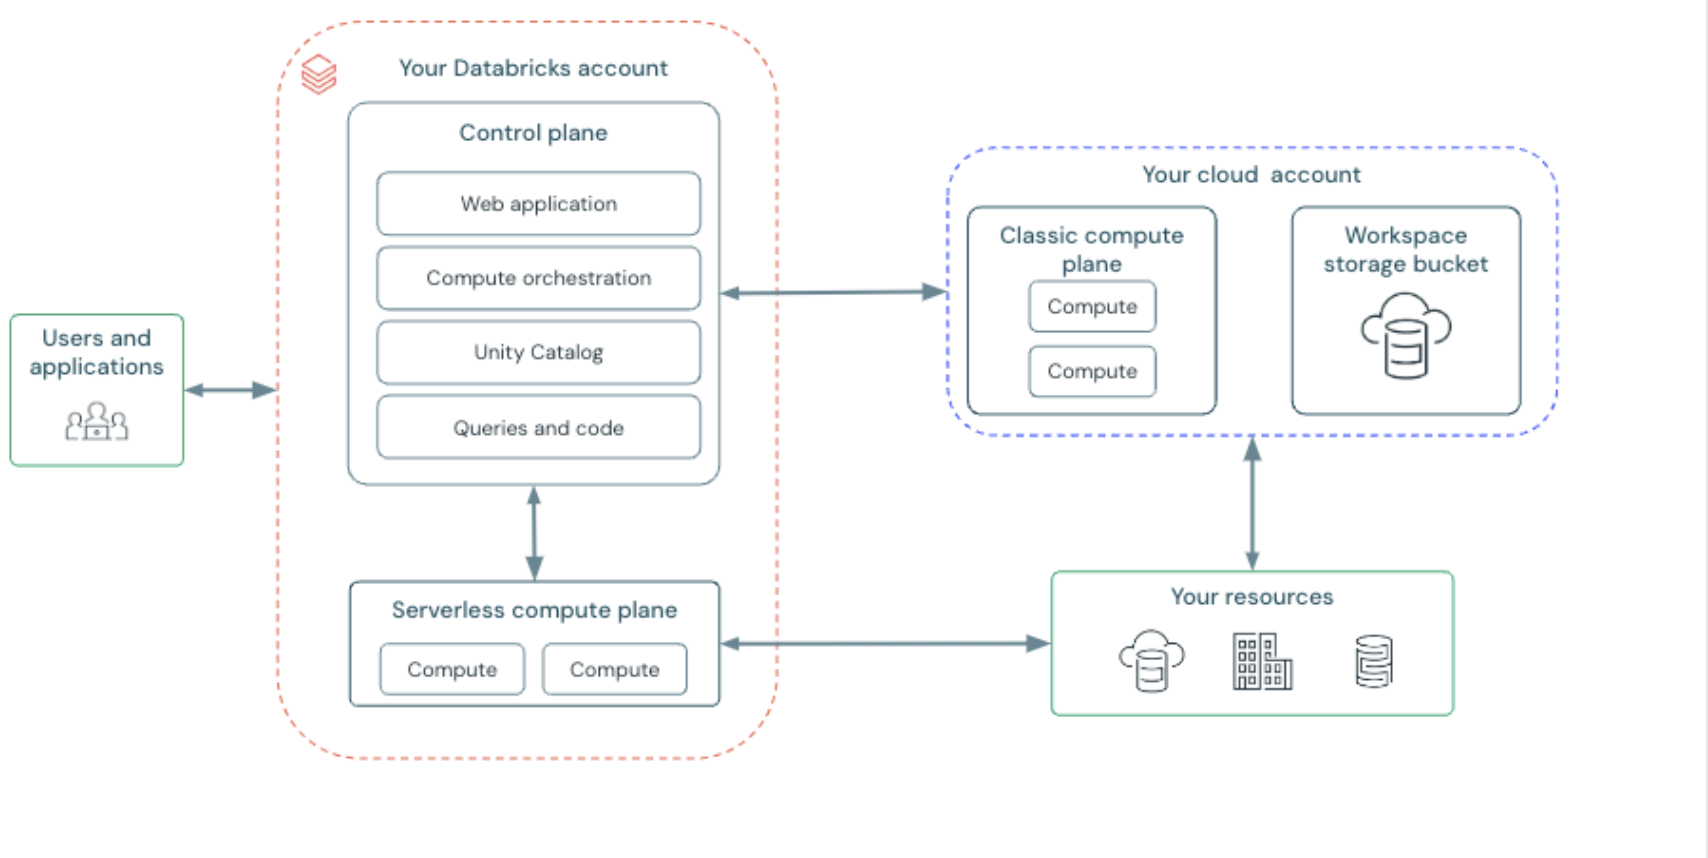 Your Databricks account
Control plane
Web application
Compute orchestration
Unity Catalog
Queries and code
Users and
applications
Serverless compute plane
Compute
Compute
Your cloud account
Classic compute
plane
Compute
Compute
Workspace
storage bucket
Your resources